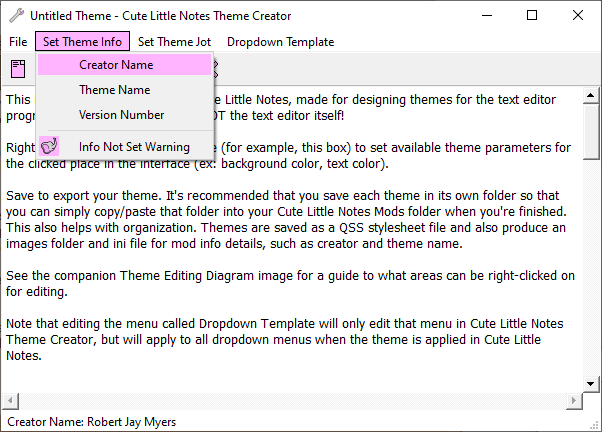 Untitled Theme - Cute Little Notes Theme Creator
File Set Theme Info Set Theme Jot Dropdown Template
Creator Name
Theme Name
Version Number
Info Not Set Warning
This e Little Notes, made for designing themes for the text editor
progr OT the text editor itself!
Right e (for example, this box) to set available theme parameters for
the clicked place in the interface (ex: background color, text color).
Save to export your theme. It's recommended that you save each theme in its own folder so that
you can simply copy/paste that folder into your Cute Little Notes Mods folder when you're finished.
This also helps with organization. Themes are saved as a QSS stylesheet file and also produce an
images folder and ini file for mod info details, such as creator and theme name.
See the companion Theme Editing Diagram image for a guide to what areas can be right-clicked on
for editing.
Note that editing the menu called Dropdown Template will only edit that menu in Cute Little Notes
Theme Creator, but will apply to all dropdown menus when the theme is applied in Cute Little
Notes.
Creator Name: Robert Jay Myers